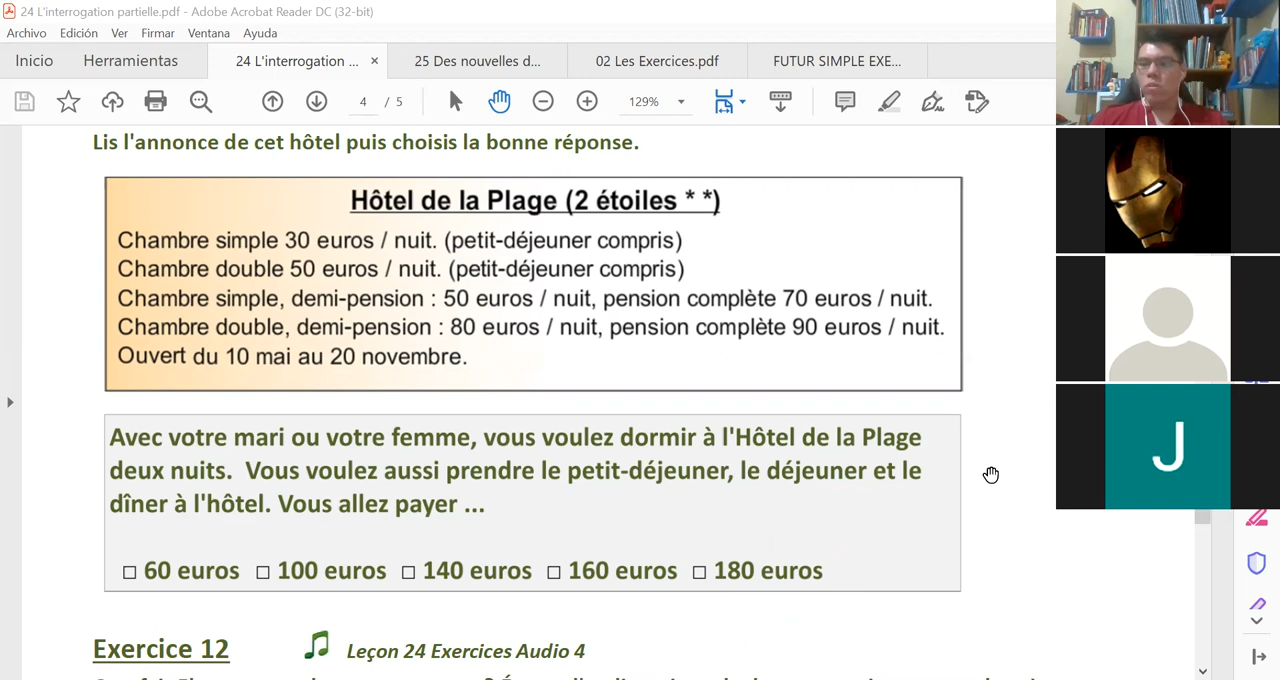 24 L'interrogation partielle.pdf - Adobe Acrobat Reader DC (32-bit)
Archivo Edición Ver Firmar Ventana Ayuda
Inicio Herramientas 24 L'interrogation ... × 25 Des nouvelles d... 02 Les Exercices.pdf FUTUR SIMPLE EXE...
4 / 5 129%
Lis l'annonce de cet hôtel puis choisis la bonne réponse.
Hôtel de la Plage (2 étoiles * *)
Chambre simple 30 euros / nuit. (petit-déjeuner compris)
Chambre double 50 euros / nuit. (petit-déjeuner compris)
Chambre simple, demi-pension : 50 euros / nuit, pension complète 70 euros / nuit.
Chambre double, demi-pension : 80 euros / nuit, pension complète 90 euros / nuit.
Ouvert du 10 mai au 20 novembre.
Avec votre mari ou votre femme, vous voulez dormir à l'Hôtel de la Plage
deux nuits. Vous voulez aussi prendre le petit-déjeuner, le déjeuner et le
dîner à l'hôtel. Vous allez payer ...
□ 60 euros □ 100 euros □ 140 euros □ 160 euros □ 180 euros
Exercice 12 Leçon 24 Exercices Audio 4
J